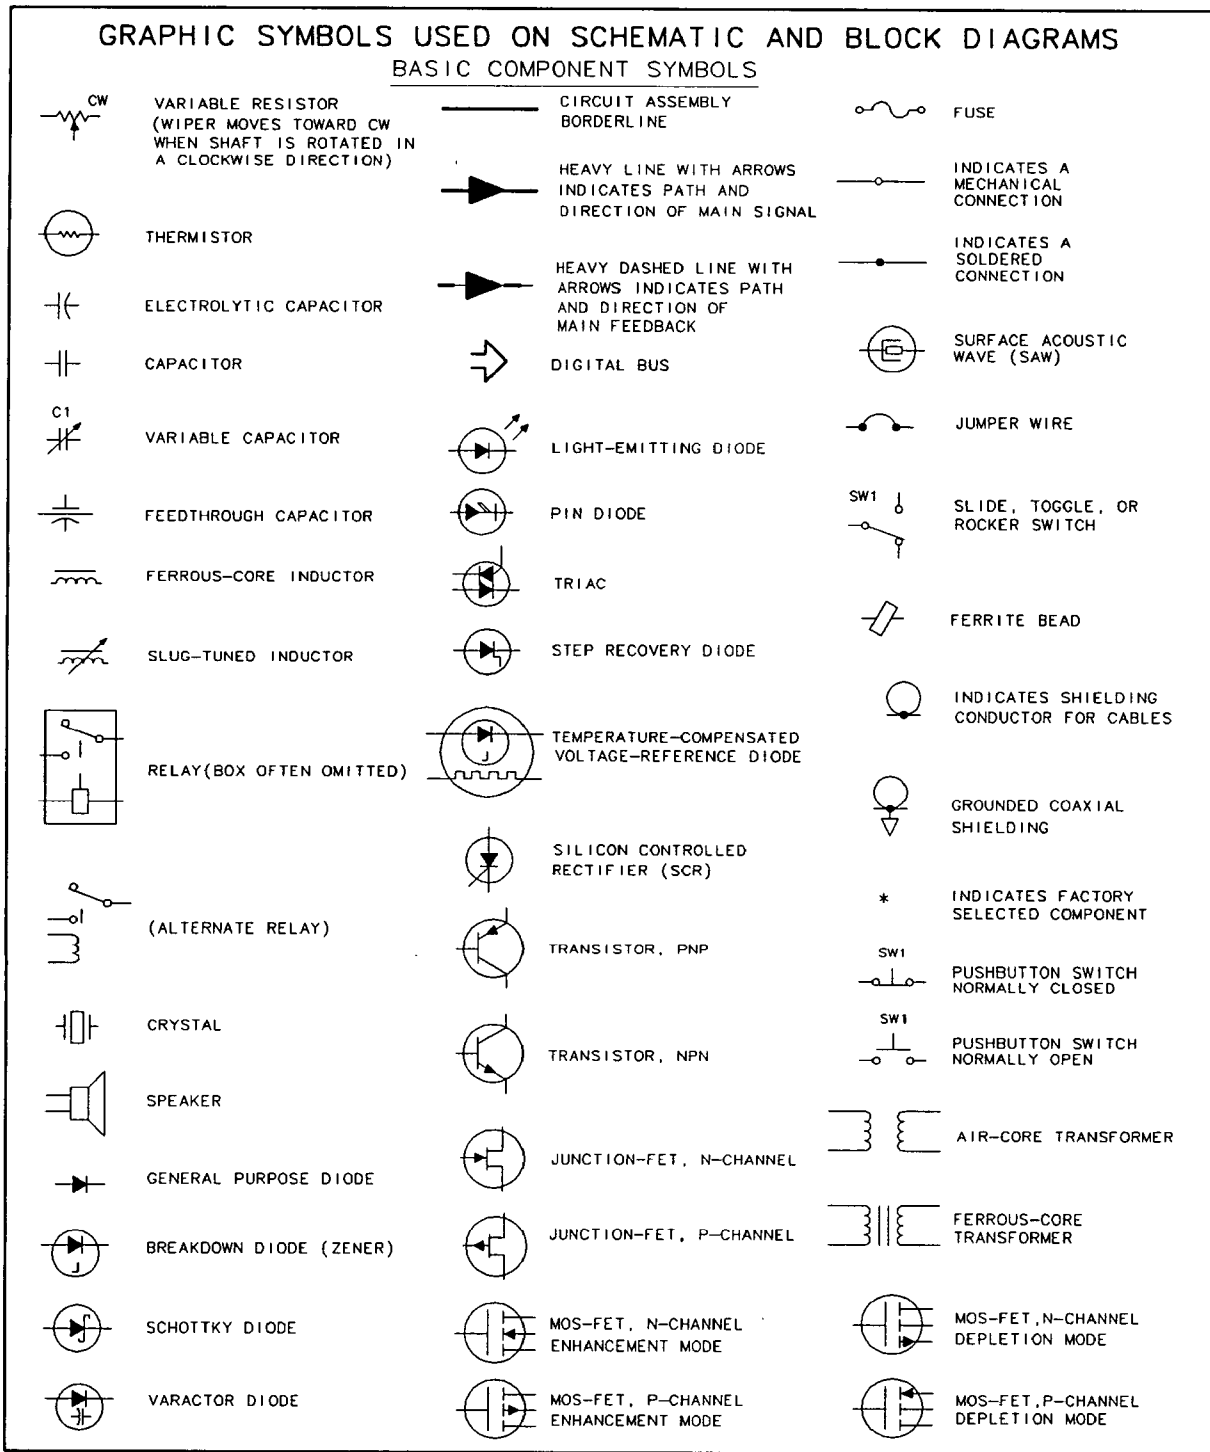 GRAPHIC SYMBOLS USED ON SCHEMATIC AND BLOCK DIAGRAMS
BASIC COMPONENT SYMBOLS
CW
VARIABLE RESISTOR
(WIPER MOVES TOWARD CW
WHEN SHAFT IS ROTATED IN
A CLOCKWISE DIRECTION)
THERMISTOR
ELECTROLYTIC CAPACITOR
CAPACITOR
C1
VARIABLE CAPACITOR
FEEDTHROUGH CAPACITOR
FERROUS-CORE INDUCTOR
SLUG-TUNED INDUCTOR
RELAY(BOX OFTEN OMITTED)
(ALTERNATE RELAY)
CRYSTAL
SPEAKER
GENERAL PURPOSE DIODE
BREAKDOWN DIODE (ZENER)
SCHOTTKY DIODE
VARACTOR DIODE
CIRCUIT ASSEMBLY
BORDERLINE
HEAVY LINE WITH ARROWS
INDICATES PATH AND
DIRECTION OF MAIN SIGNAL
HEAVY DASHED LINE WITH
ARROWS INDICATES PATH
AND DIRECTION OF
MAIN FEEDBACK
DIGITAL BUS
LIGHT-EMITTING DIODE
PIN DIODE
TRIAC
STEP RECOVERY DIODE
TEMPERATURE-COMPENSATED
VOLTAGE-REFERENCE DIODE
SILICON CONTROLLED
RECTIFIER (SCR)
TRANSISTOR, PNP
TRANSISTOR, NPN
JUNCTION-FET, N-CHANNEL
JUNCTION-FET, P-CHANNEL
MOS-FET, N-CHANNEL
ENHANCEMENT MODE
MOS-FET, P-CHANNEL
ENHANCEMENT MODE
FUSE
INDICATES A
MECHANICAL
CONNECTION
INDICATES A
SOLDERED
CONNECTION
SURFACE ACOUSTIC
WAVE (SAW)
JUMPER WIRE
SW1
SLIDE, TOGGLE, OR
ROCKER SWITCH
FERRITE BEAD
INDICATES SHIELDING
CONDUCTOR FOR CABLES
GROUNDED COAXIAL
SHIELDING
*
INDICATES FACTORY
SELECTED COMPONENT
SW1
PUSHBUTTON SWITCH
NORMALLY CLOSED
SW1
PUSHBUTTON SWITCH
NORMALLY OPEN
AIR-CORE TRANSFORMER
FERROUS-CORE
TRANSFORMER
MOS-FET,N-CHANNEL
DEPLETION MODE
MOS-FET,P-CHANNEL
DEPLETION MODE